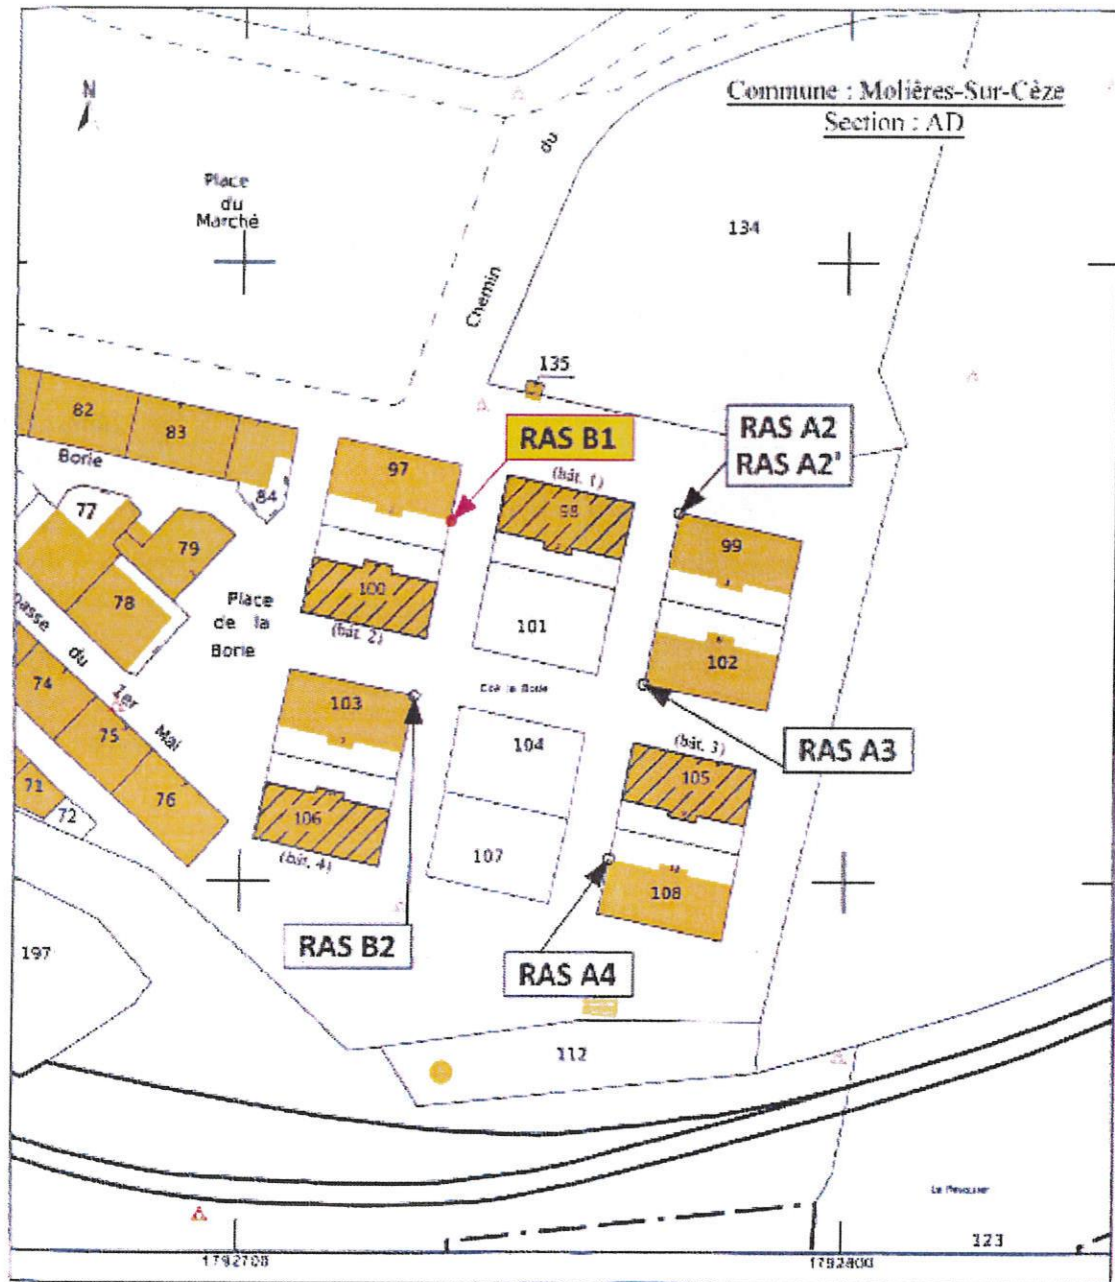 N
Commune : Molières-Sur-Cèze
Section : AD
du
Place
du
Marché
134
Chemin
135
82
83
Borie
84
97
RAS B1
(bât. 1)
98
RAS A2
RAS A2'
99
77
79
78
Place
de la
Borie
100
(bât. 2)
101
102
du
1er
Mai
74
75
76
71
72
103
104
RAS A3
(bât. 3)
105
106
(bât. 4)
107
108
RAS B2
RAS A4
197
112
123
1792700
1792800